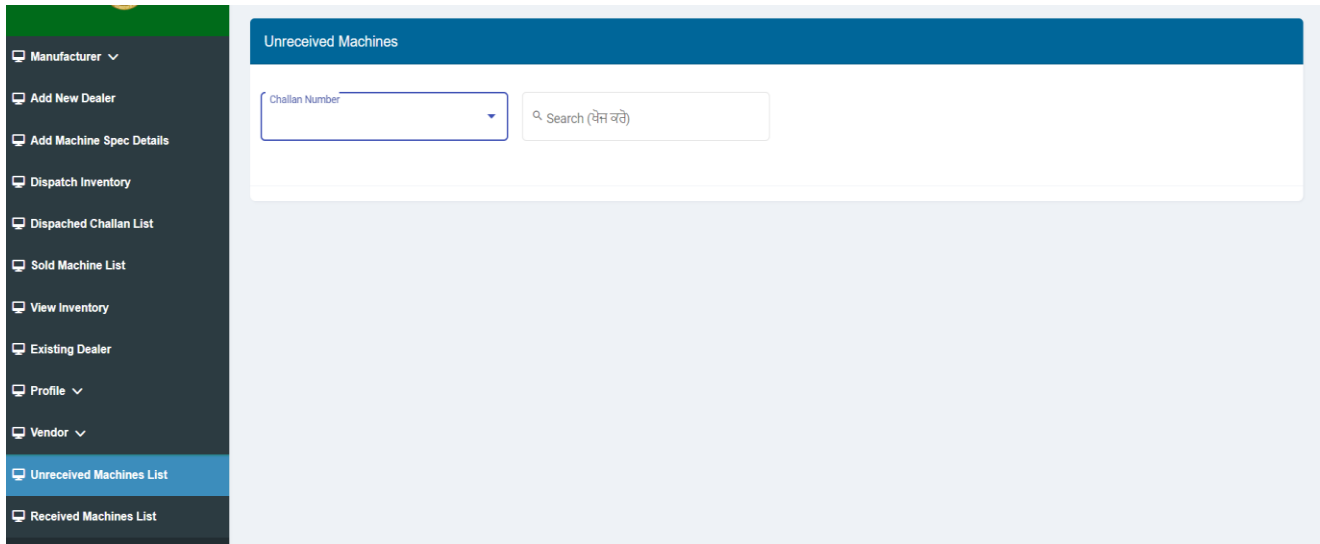 Manufacturer
Add New Dealer
Add Machine Spec Details
Dispatch Inventory
Dispached Challan List
Sold Machine List
View Inventory
Existing Dealer
Profile
Vendor
Unreceived Machines List
Received Machines List
Unreceived Machines
Challan Number
Search (ਖੋਜ ਕਰੋ)